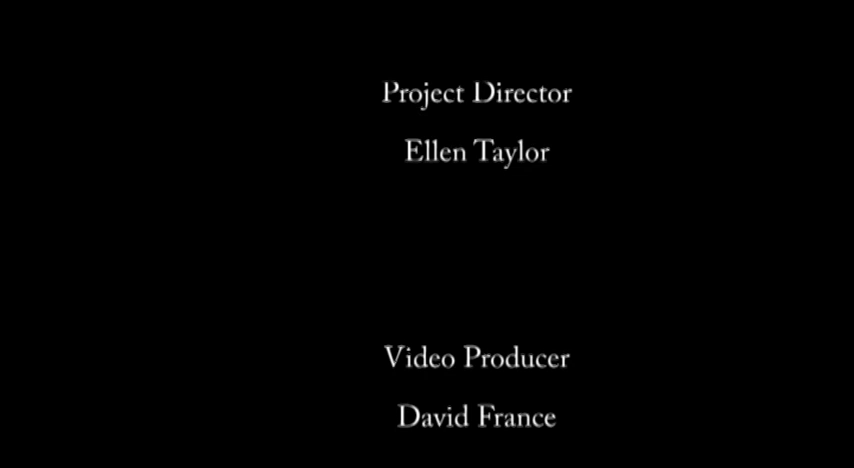 Project Director
Ellen Taylor
Video Producer
David France